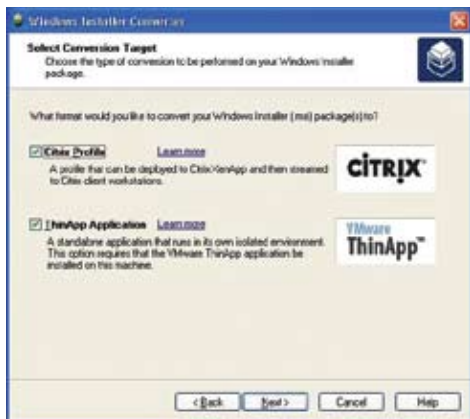 Windows Installer Converter
Select Conversion Target
Choose the type of conversion to be performed on your Windows Installer
package.
What format would you like to convert your Windows Installer (.msi) package(s) to?
Citrix Profile Learn more
A profile that can be deployed to Citrix XenApp and then streamed
to Citrix client workstations.
CİTRIX
ThinApp Application Learn more
A standalone application that runs in its own isolated environment.
This option requires that the VMware ThinApp application be
installed on this machine.
VMware
ThinApp™
< Back Next > Cancel Help